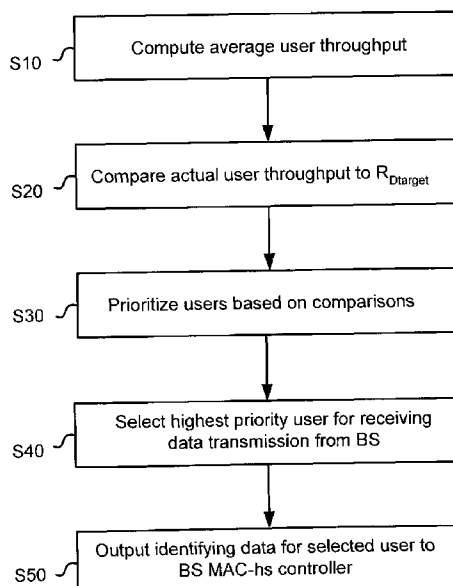 S10
Compute average user throughput
S20
Compare actual user throughput to R_Dtarget
S30
Prioritize users based on comparisons
S40
Select highest priority user for receiving
data transmission from BS
S50
Output identifying data for selected user to
BS MAC-hs controller